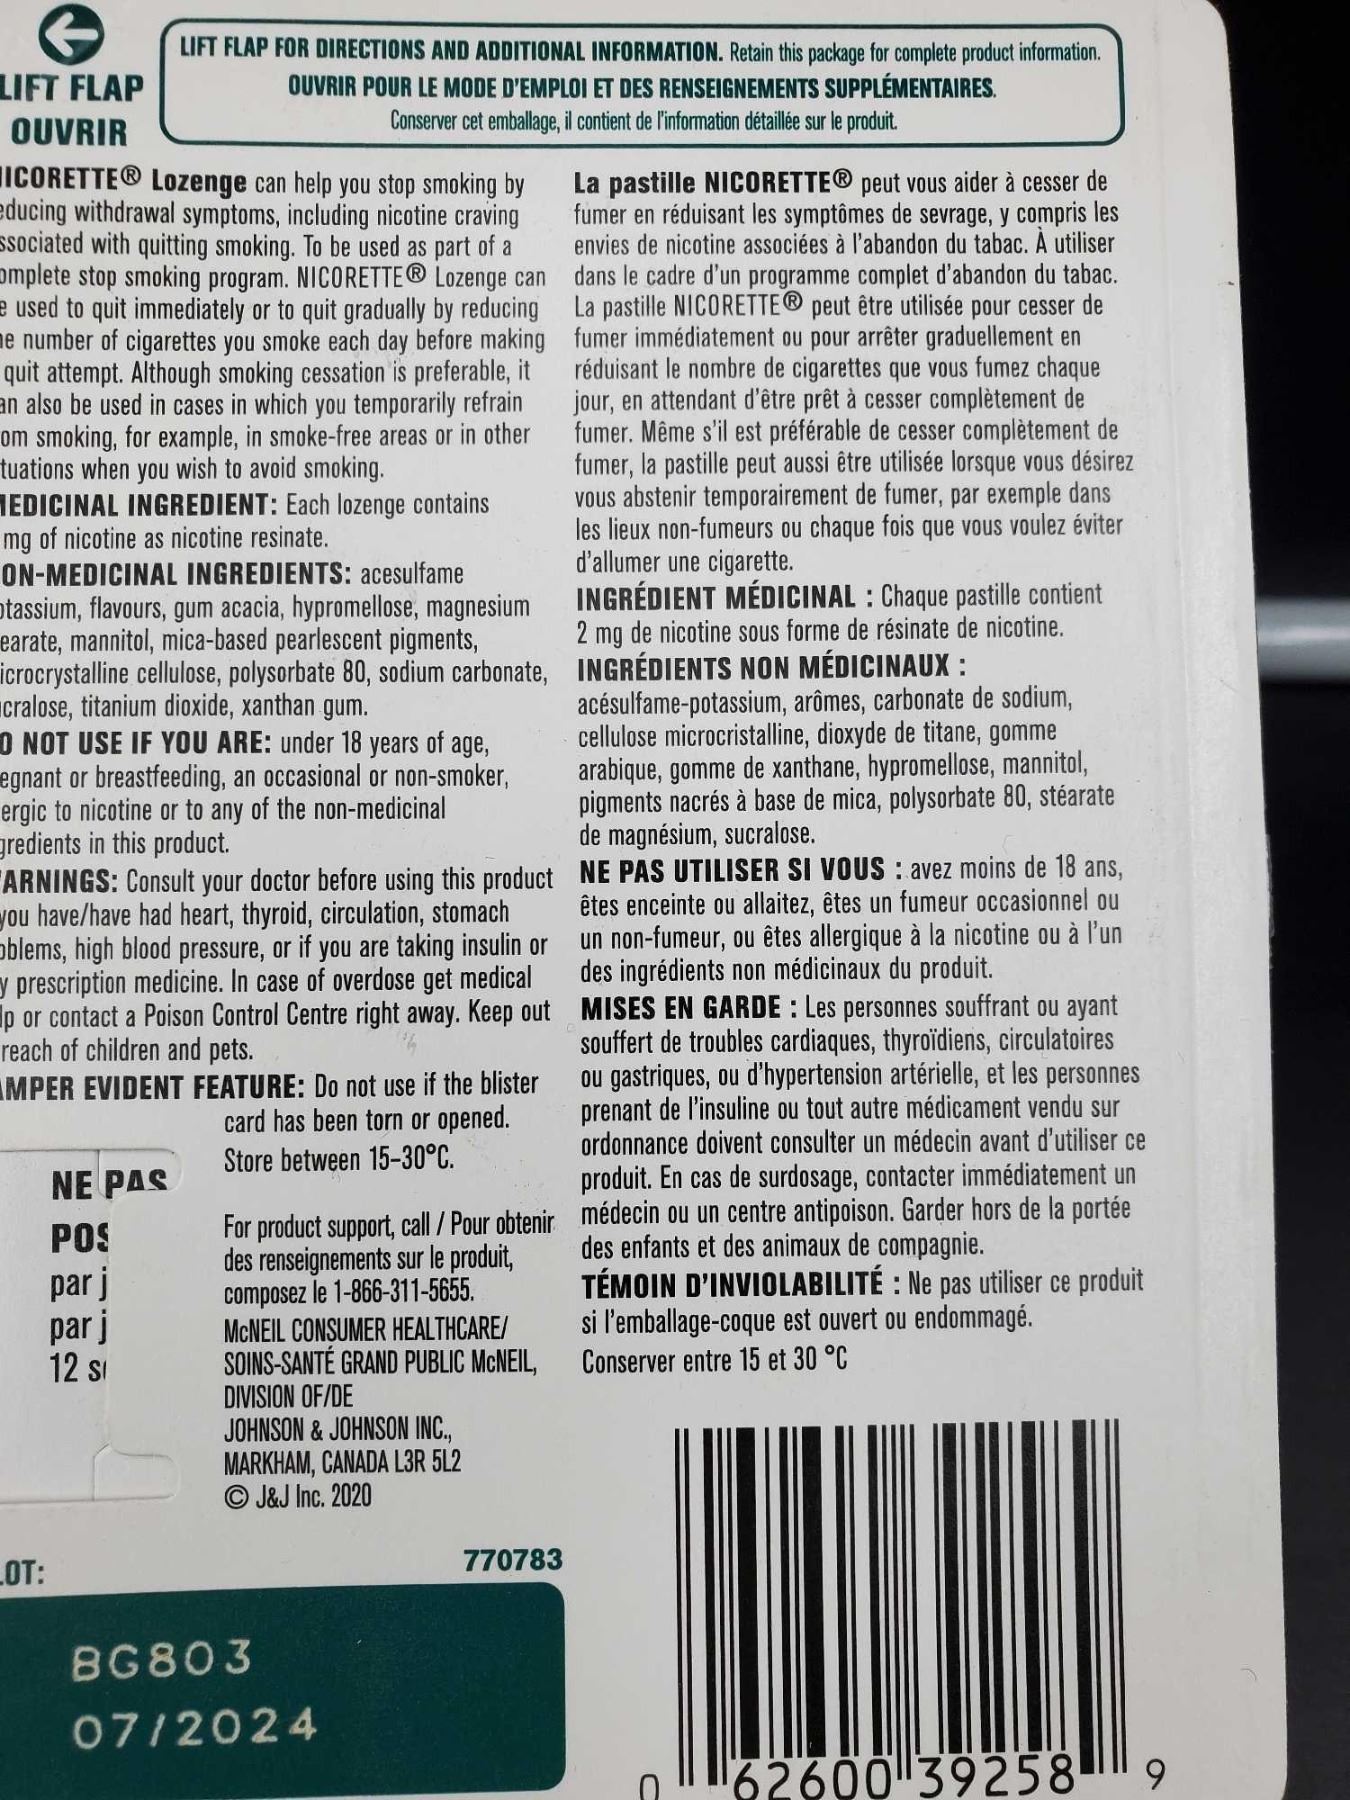 LIFT FLAP
OUVRIR
LIFT FLAP FOR DIRECTIONS AND ADDITIONAL INFORMATION. Retain this package for complete product information.
OUVRIR POUR LE MODE D'EMPLOI ET DES RENSEIGNEMENTS SUPPLÉMENTAIRES.
Conserver cet emballage, il contient de l'information détaillée sur le produit.
NICORETTE® Lozenge can help you stop smoking by
educing withdrawal symptoms, including nicotine craving
ssociated with quitting smoking. To be used as part of a
omplete stop smoking program. NICORETTE® Lozenge can
e used to quit immediately or to quit gradually by reducing
he number of cigarettes you smoke each day before making
quit attempt. Although smoking cessation is preferable, it
an also be used in cases in which you temporarily refrain
om smoking, for example, in smoke-free areas or in other
tuations when you wish to avoid smoking.
MEDICINAL INGREDIENT: Each lozenge contains
mg of nicotine as nicotine resinate.
ON-MEDICINAL INGREDIENTS: acesulfame
otassium, flavours, gum acacia, hypromellose, magnesium
earate, mannitol, mica-based pearlescent pigments,
icrocrystalline cellulose, polysorbate 80, sodium carbonate,
ucralose, titanium dioxide, xanthan gum.
O NOT USE IF YOU ARE: under 18 years of age,
egnant or breastfeeding, an occasional or non-smoker,
ergic to nicotine or to any of the non-medicinal
gredients in this product.
ARNINGS: Consult your doctor before using this product
you have/have had heart, thyroid, circulation, stomach
oblems, high blood pressure, or if you are taking insulin or
y prescription medicine. In case of overdose get medical
lp or contact a Poison Control Centre right away. Keep out
reach of children and pets.
AMPER EVIDENT FEATURE: Do not use if the blister
card has been torn or opened.
Store between 15–30°C.
NE PAS
POS
par j
par j
12 s
For product support, call / Pour obtenir
des renseignements sur le produit,
composez le 1-866-311-5655.
McNEIL CONSUMER HEALTHCARE/
SOINS-SANTÉ GRAND PUBLIC McNEIL,
DIVISION OF/DE
JOHNSON & JOHNSON INC.,
MARKHAM, CANADA L3R 5L2
© J&J Inc. 2020
LOT:
770783
BG803
07/2024
La pastille NICORETTE® peut vous aider à cesser de
fumer en réduisant les symptômes de sevrage, y compris les
envies de nicotine associées à l'abandon du tabac. À utiliser
dans le cadre d'un programme complet d'abandon du tabac.
La pastille NICORETTE® peut être utilisée pour cesser de
fumer immédiatement ou pour arrêter graduellement en
réduisant le nombre de cigarettes que vous fumez chaque
jour, en attendant d'être prêt à cesser complètement de
fumer. Même s'il est préférable de cesser complètement de
fumer, la pastille peut aussi être utilisée lorsque vous désirez
vous abstenir temporairement de fumer, par exemple dans
les lieux non-fumeurs ou chaque fois que vous voulez éviter
d'allumer une cigarette.
INGRÉDIENT MÉDICINAL : Chaque pastille contient
2 mg de nicotine sous forme de résinate de nicotine.
INGRÉDIENTS NON MÉDICINAUX :
acésulfame-potassium, arômes, carbonate de sodium,
cellulose microcristalline, dioxyde de titane, gomme
arabique, gomme de xanthane, hypromellose, mannitol,
pigments nacrés à base de mica, polysorbate 80, stéarate
de magnésium, sucralose.
NE PAS UTILISER SI VOUS : avez moins de 18 ans,
êtes enceinte ou allaitez, êtes un fumeur occasionnel ou
un non-fumeur, ou êtes allergique à la nicotine ou à l'un
des ingrédients non médicinaux du produit.
MISES EN GARDE : Les personnes souffrant ou ayant
souffert de troubles cardiaques, thyroïdiens, circulatoires
ou gastriques, ou d'hypertension artérielle, et les personnes
prenant de l'insuline ou tout autre médicament vendu sur
ordonnance doivent consulter un médecin avant d'utiliser ce
produit. En cas de surdosage, contacter immédiatement un
médecin ou un centre antipoison. Garder hors de la portée
des enfants et des animaux de compagnie.
TÉMOIN D'INVIOLABILITÉ : Ne pas utiliser ce produit
si l'emballage-coque est ouvert ou endommagé.
Conserver entre 15 et 30 °C
0 62600 39258 9